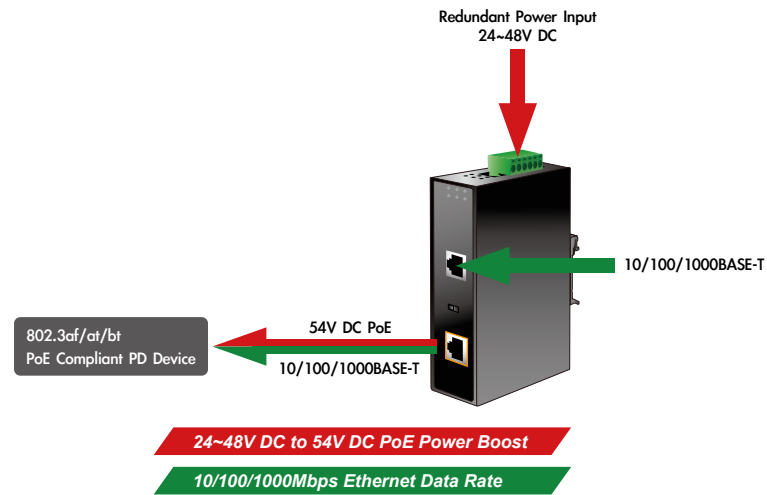 Redundant Power Input
24~48V DC
10/100/1000BASE-T
54V DC PoE
802.3af/at/bt
PoE Compliant PD Device
10/100/1000BASE-T
24~48V DC to 54V DC PoE Power Boost
10/100/1000Mbps Ethernet Data Rate